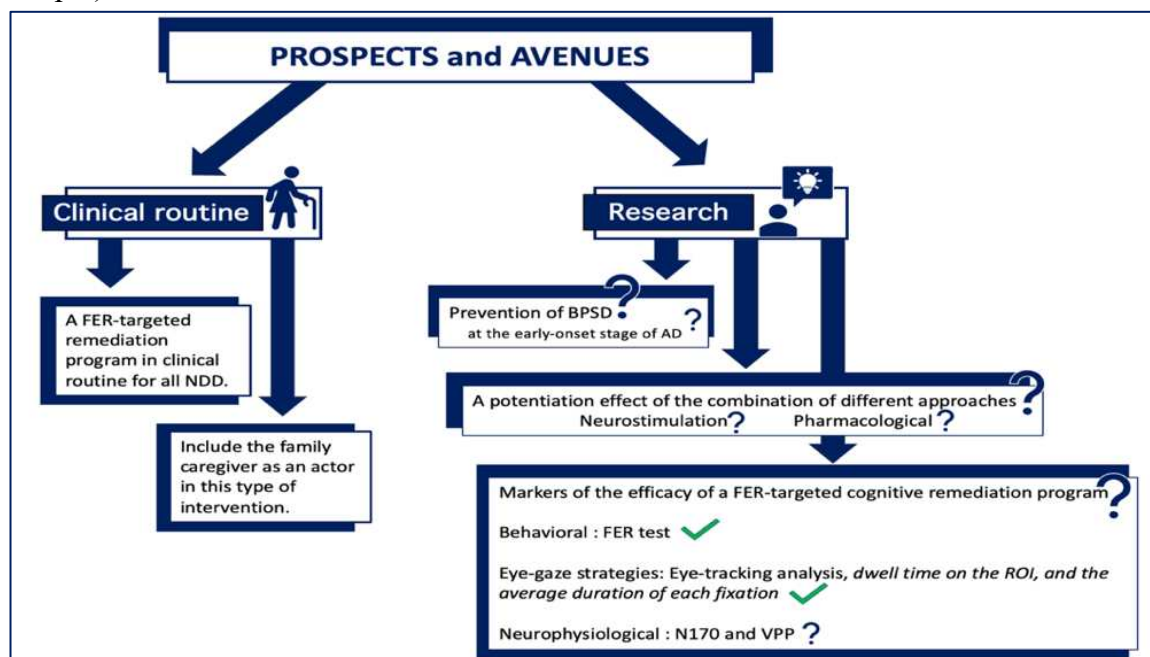 PROSPECTS and AVENUES
Clinical routine
A FER-targeted
remediation
program in clinical
routine for all NDD.
Include the family
caregiver as an actor
in this type of
intervention.
Research
Prevention of BPSD ?
at the early-onset stage of AD ?
A potentiation effect of the combination of different approaches ?
Neurostimulation ? Pharmacological ?
Markers of the efficacy of a FER-targeted cognitive remediation program ?
Behavioral : FER test ✓
Eye-gaze strategies: Eye-tracking analysis, dwell time on the ROI, and the
average duration of each fixation ✓
Neurophysiological : N170 and VPP ?